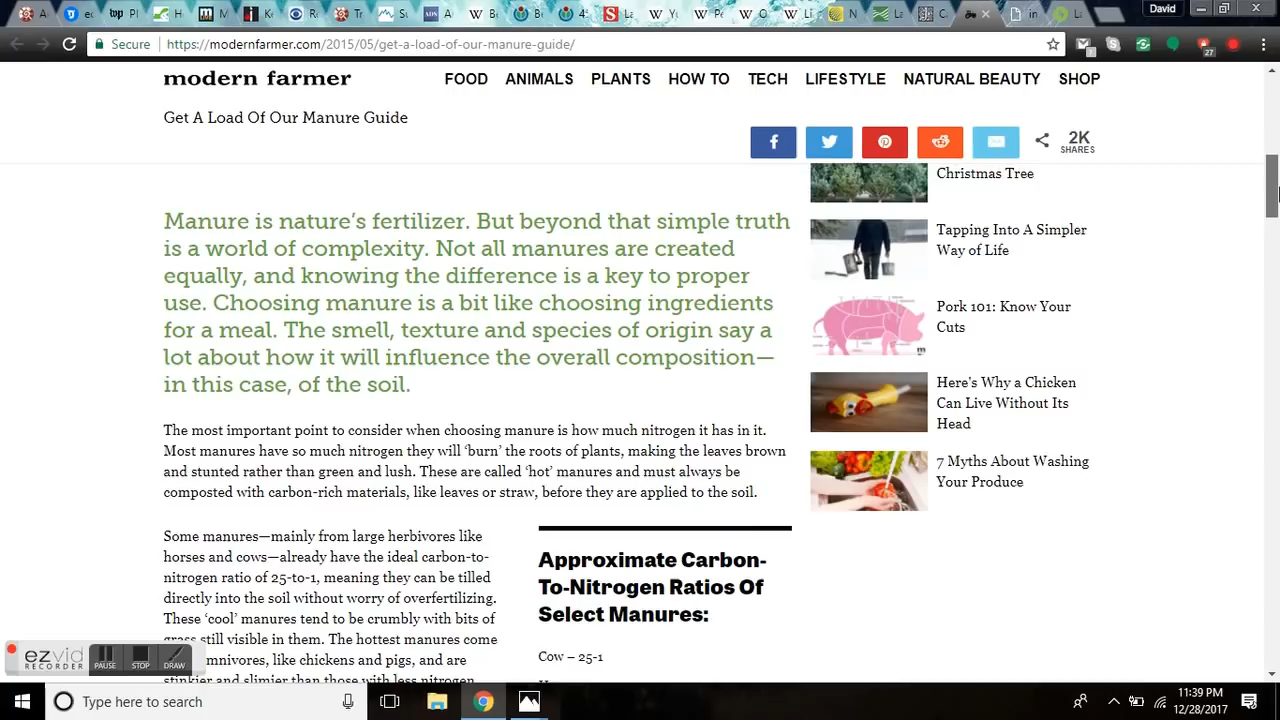 David
Secure
https://modernfarmer.com/2015/05/get-a-load-of-our-manure-guide/
27
modern farmer
FOOD ANIMALS PLANTS HOW TO TECH LIFESTYLE NATURAL BEAUTY SHOP
Get A Load Of Our Manure Guide
2K
SHARES
Manure is nature's fertilizer. But beyond that simple truth
is a world of complexity. Not all manures are created
equally, and knowing the difference is a key to proper
use. Choosing manure is a bit like choosing ingredients
for a meal. The smell, texture and species of origin say a
lot about how it will influence the overall composition—
in this case, of the soil.
The most important point to consider when choosing manure is how much nitrogen it has in it.
Most manures have so much nitrogen they will 'burn' the roots of plants, making the leaves brown
and stunted rather than green and lush. These are called 'hot' manures and must always be
composted with carbon-rich materials, like leaves or straw, before they are applied to the soil.
Some manures—mainly from large herbivores like
horses and cows—already have the ideal carbon-to-
nitrogen ratio of 25-to-1, meaning they can be tilled
directly into the soil without worry of overfertilizing.
These 'cool' manures tend to be crumbly with bits of
grass still visible in them. The hottest manures come
omnivores, like chickens and pigs, and are
stinkier and slimier than those with less nitrogen
Approximate Carbon-
To-Nitrogen Ratios Of
Select Manures:
Cow – 25-1
Christmas Tree
Tapping Into A Simpler
Way of Life
Pork 101: Know Your
Cuts
Here's Why a Chicken
Can Live Without Its
Head
7 Myths About Washing
Your Produce
ezvid
RECORDER
PAUSE STOP DRAW
Type here to search
11:39 PM
12/28/2017